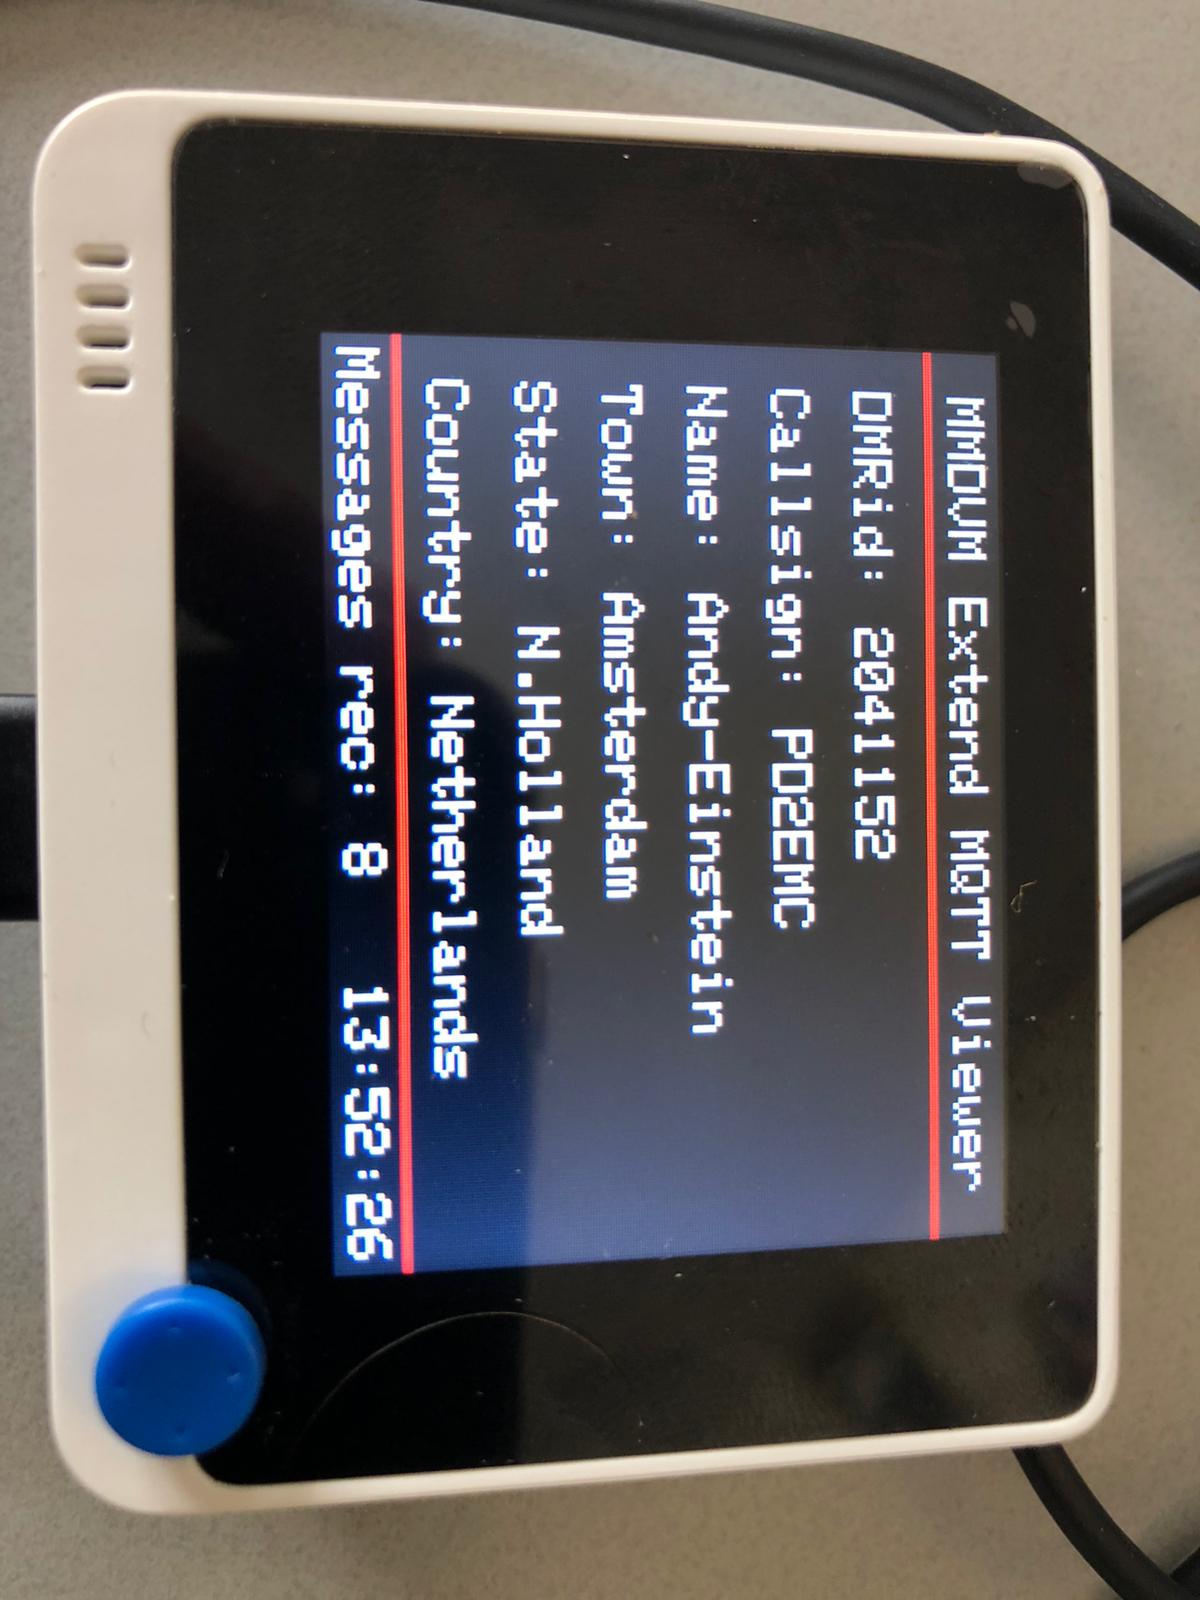 MMDVM Extend MQTT Viewer
DMRid: 2041152
Callsign: PD2EMC
Name: Andy-Einstein
Town: Amsterdam
State: N.Holland
Country: Netherlands
Messages rec: 8 13:52:26